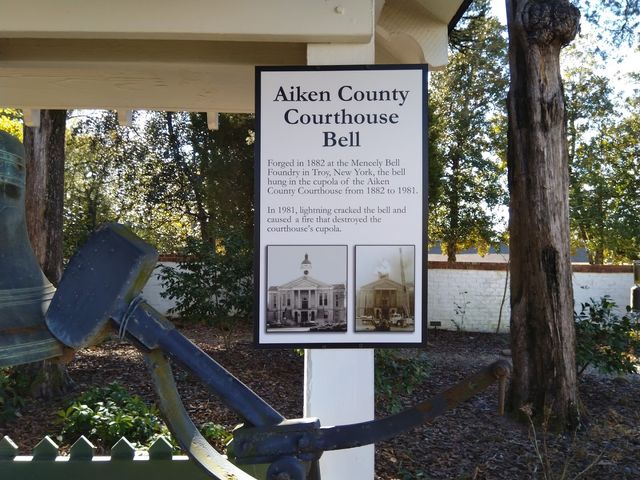 Aiken County
Courthouse
Bell
Forged in 1882 at the Mencely Bell
Foundry in Troy, New York, the bell
hung in the cupola of the Aiken
County Courthouse from 1882 to 1981.
In 1981, lightning cracked the bell and
caused a fire that destroyed the
courthouse's cupola.